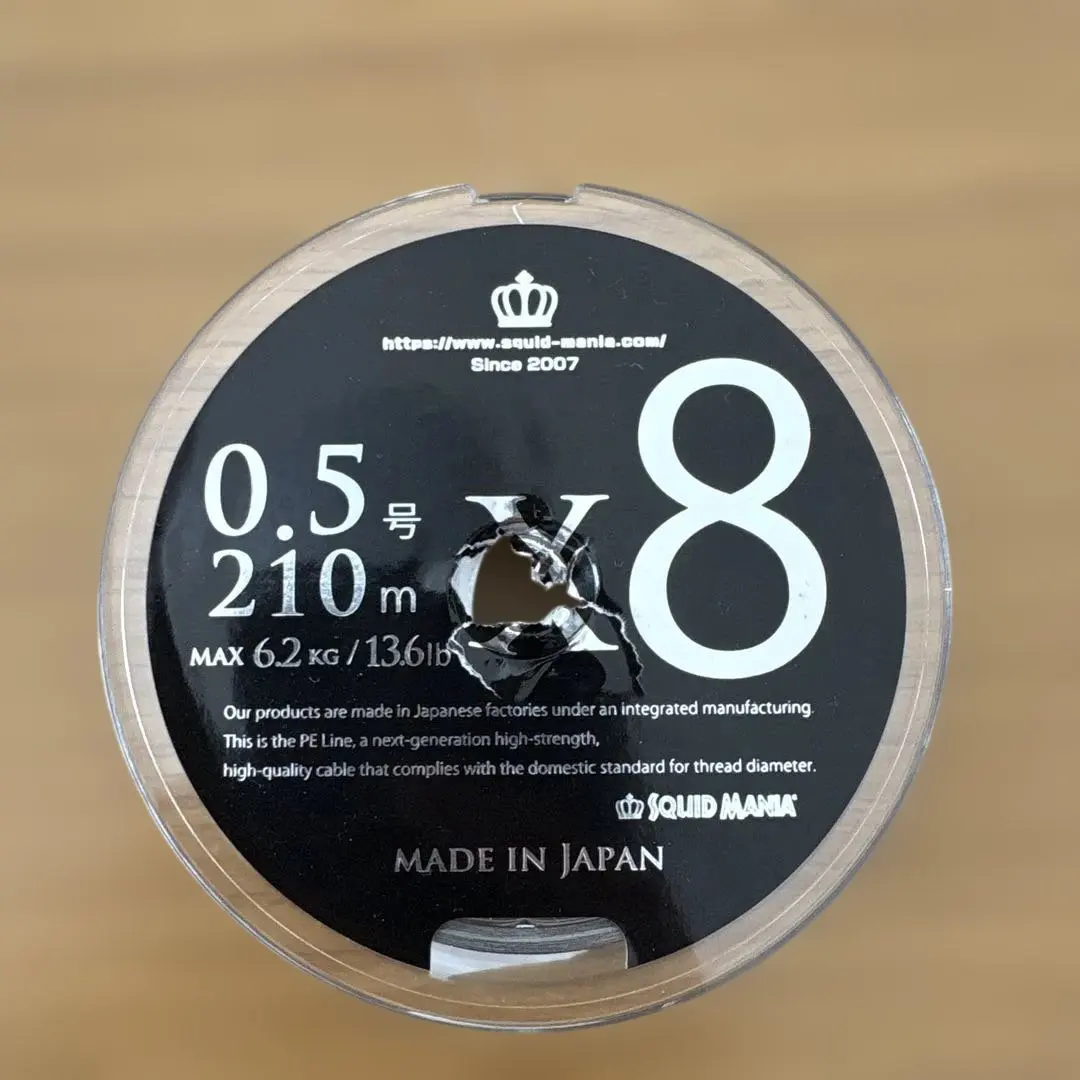 https://www.squid-mania.com/
Since 2007
0.5号
210m
MAX 6.2 KG / 13.6lb
X8
Our products are made in Japanese factories under an integrated manufacturing.
This is the PE Line, a next-generation high-strength,
high-quality cable that complies with the domestic standard for thread diameter.
SQUID MANIA
MADE IN JAPAN